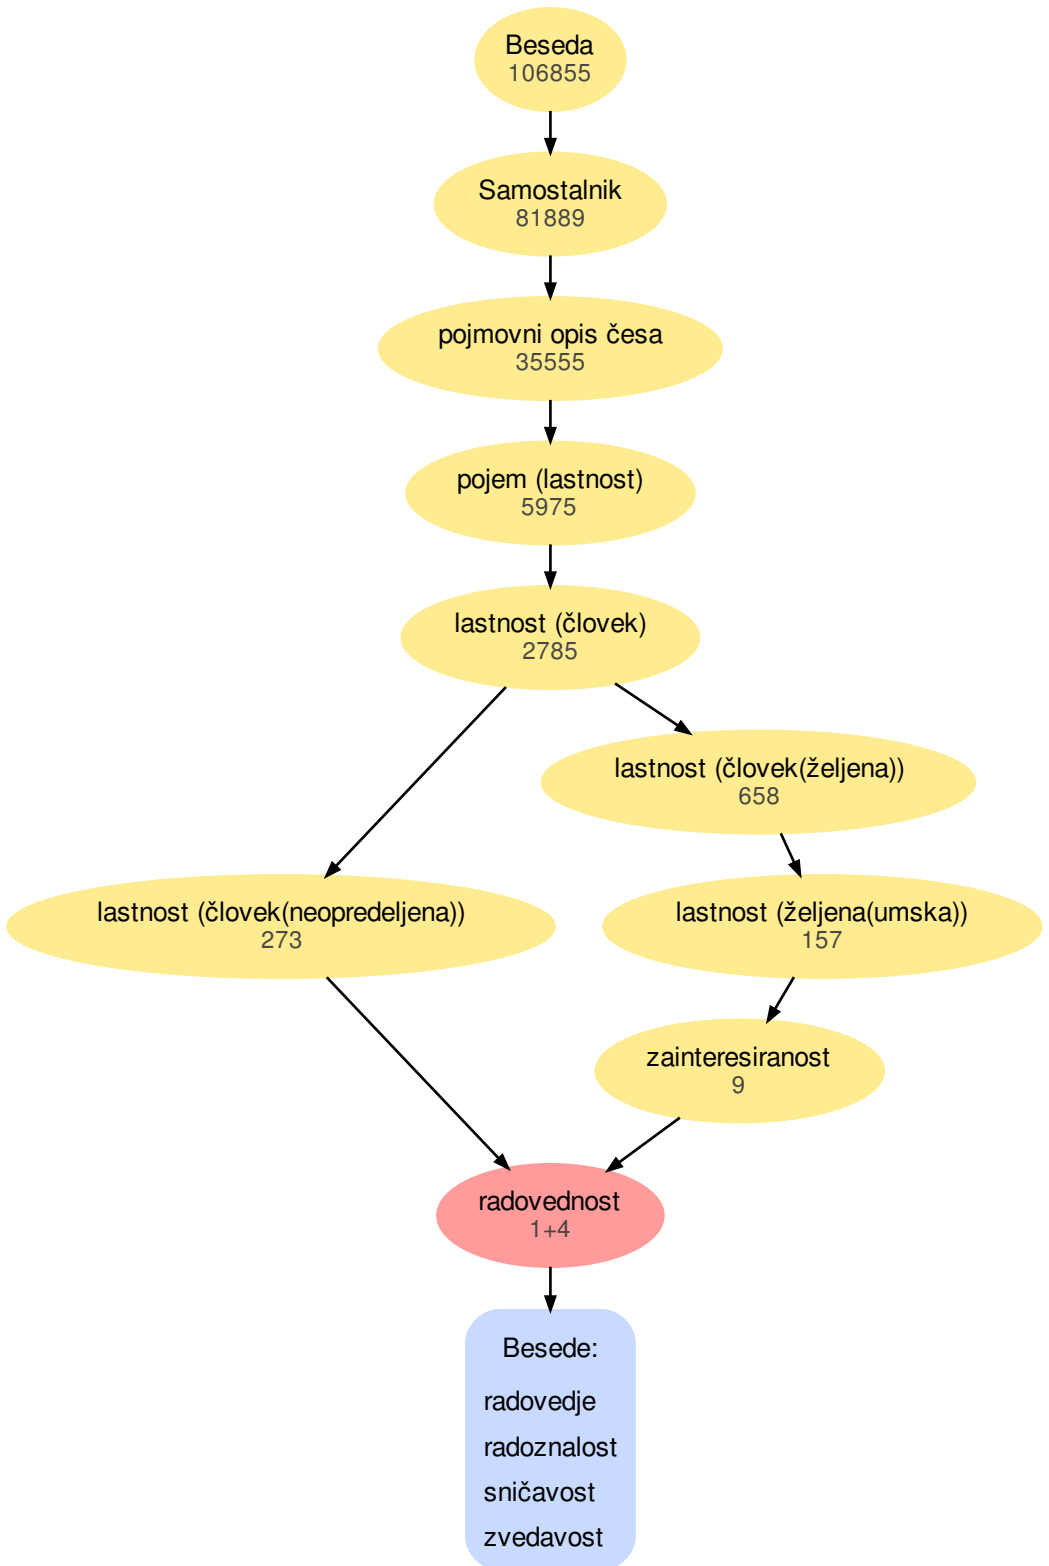 Beseda
106855
Samostalnik
81889
pojmovni opis česa
35555
pojem (lastnost)
5975
lastnost (človek)
2785
lastnost (človek(željena))
658
lastnost (človek(neopredeljena))
273
lastnost (željena(umska))
157
zainteresiranost
9
radovednost
1+4
Besede:
radovedje
radoznalost
sničavost
zvedavost